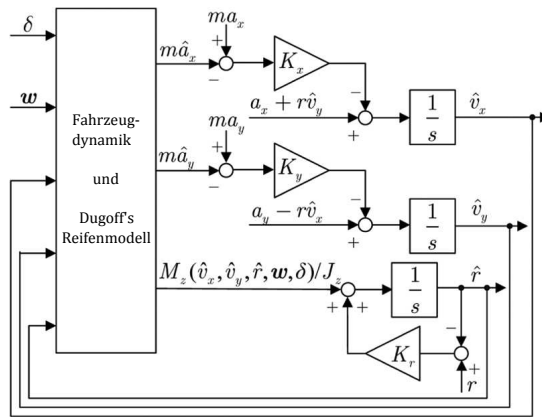 δ
w
Fahrzeug-
dynamik
und
Dugoff's
Reifenmodell
ma_x
+
mâ_x
−
K_x
−
a_x + rv̂_y
+
1/s
v̂_x
ma_y
+
mâ_y
−
K_y
−
a_y − rv̂_x
+
1/s
v̂_y
M_z(v̂_x, v̂_y, r̂, w, δ)/J_z
+
+
1/s
r̂
−
K_r
+
r